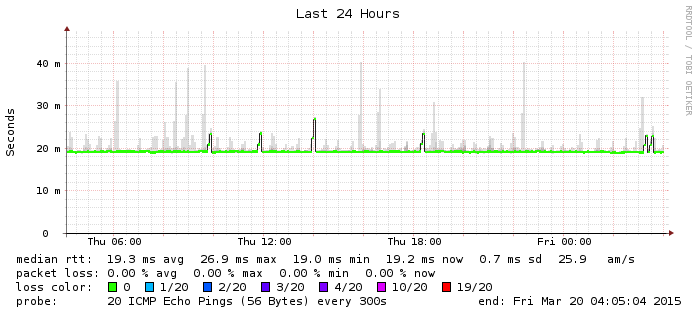 Last 24 Hours
RRDTOOL / TOBI OETIKER
Seconds
40 m
30 m
20 m
10 m
0
Thu 06:00 Thu 12:00 Thu 18:00 Fri 00:00
median rtt: 19.3 ms avg 26.9 ms max 19.0 ms min 19.2 ms now 0.7 ms sd 25.9 am/s
packet loss: 0.00 % avg 0.00 % max 0.00 % min 0.00 % now
loss color: 0 1/20 2/20 3/20 4/20 10/20 19/20
probe: 20 ICMP Echo Pings (56 Bytes) every 300s end: Fri Mar 20 04:05:04 2015